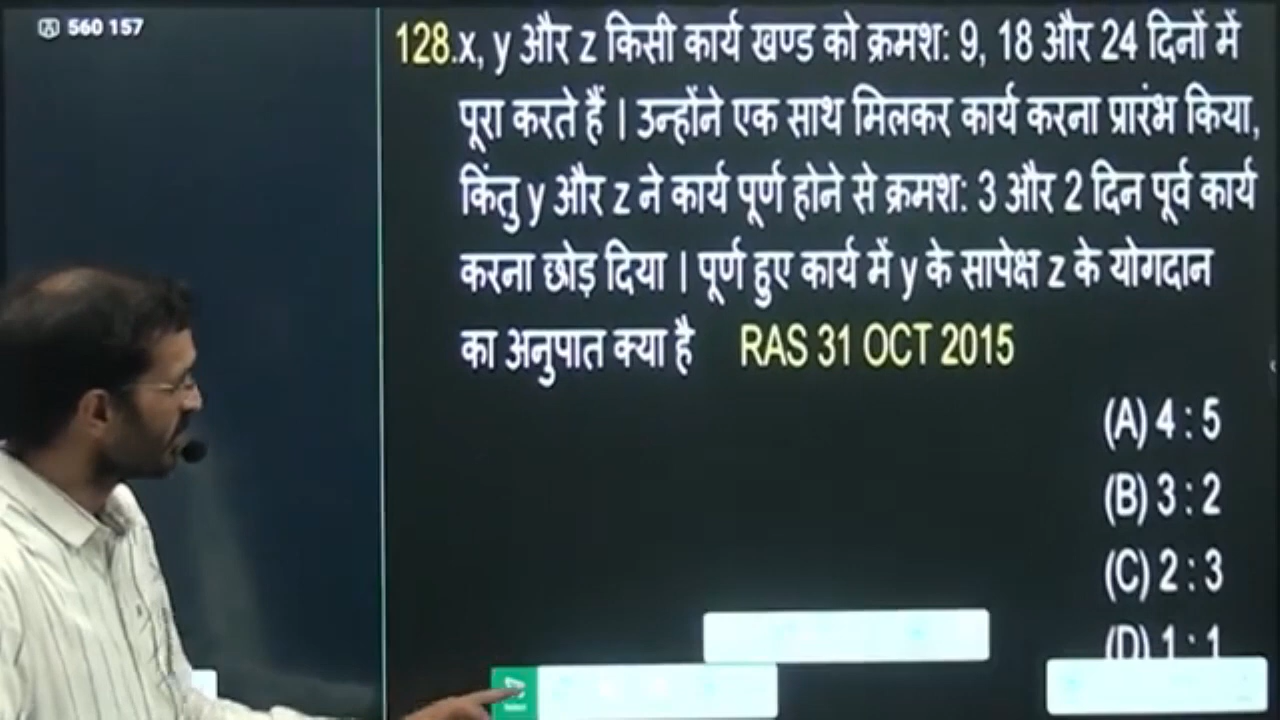 560 157
128.x, y और z किसी कार्य खण्ड को क्रमश: 9, 18 और 24 दिनों में
पूरा करते हैं | उन्होंने एक साथ मिलकर कार्य करना प्रारंभ किया,
किंतु y और z ने कार्य पूर्ण होने से क्रमश: 3 और 2 दिन पूर्व कार्य
करना छोड़ दिया | पूर्ण हुए कार्य में y के सापेक्ष z के योगदान
का अनुपात क्या है RAS 31 OCT 2015
(A) 4 : 5
(B) 3 : 2
(C) 2 : 3
(D) 1 : 1